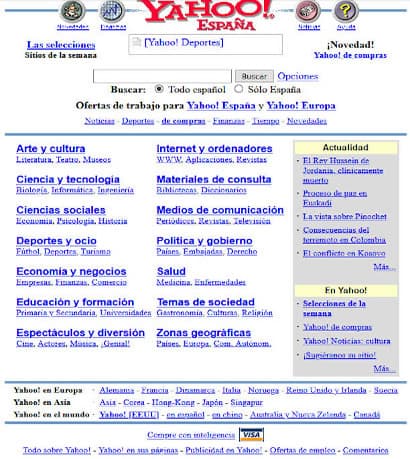 YAHOO!
ESPAÑA
Novedades
Finanzas
Sonidos
Ayuda
Las selecciones
Sitios de la semana
[Yahoo! Deportes]
¡Novedad!
Yahoo! de compras
Buscar Opciones
Buscar: Todo español Sólo España
Ofertas de trabajo para Yahoo! España y Yahoo! Europa
Noticias - Deportes - de compras - Finanzas - Tiempo - Novedades
Arte y cultura
Literatura, Teatro, Museos
Ciencia y tecnología
Biología, Informática, Ingeniería
Ciencias sociales
Economía, Psicología, Historia
Deportes y ocio
Fútbol, Deportes, Turismo
Economía y negocios
Empresas, Finanzas, Comercio
Educación y formación
Primaria y Secundaria, Universidades
Espectáculos y diversión
Cine, Actores, Música, ¡Genial!
Internet y ordenadores
WWW, Aplicaciones, Revistas
Materiales de consulta
Bibliotecas, Diccionarios
Medios de comunicación
Periódicos, Revistas, Televisión
Política y gobierno
Países, Embajadas, Derecho
Salud
Medicina, Enfermedades
Temas de sociedad
Gastronomía, Culturas, Religión
Zonas geográficas
Países, Europa, Com. Autónom.
Actualidad
· El Rey Hussein de
Jordania, clínicamente
muerto
· Proceso de paz en
Euskadi
· La vista sobre Pinochet
· Consecuencias del
terremoto en Colombia
· El conflicto en Kosovo
Más...
En Yahoo!
· Selecciones de la
semana
· Yahoo! de compras
· Yahoo! Noticias: cultura
· ¡Sugiéranos su sitio!
Más...
Yahoo! en Europa · Alemania - Francia - Dinamarca - Italia - Noruega - Reino Unido y Irlanda - Suecia
Yahoo! en Asia · Asia - Corea - Hong-Kong - Japón - Singapur
Yahoo! en el mundo · Yahoo! [EEUU] - en español - en chino - Australia y Nueva Zelenda - Canadá
Compre con inteligencia VISA
Todo sobre Yahoo! - Yahoo! en sus páginas - Publicidad en Yahoo! - Ofertas de empleo - Comentarios